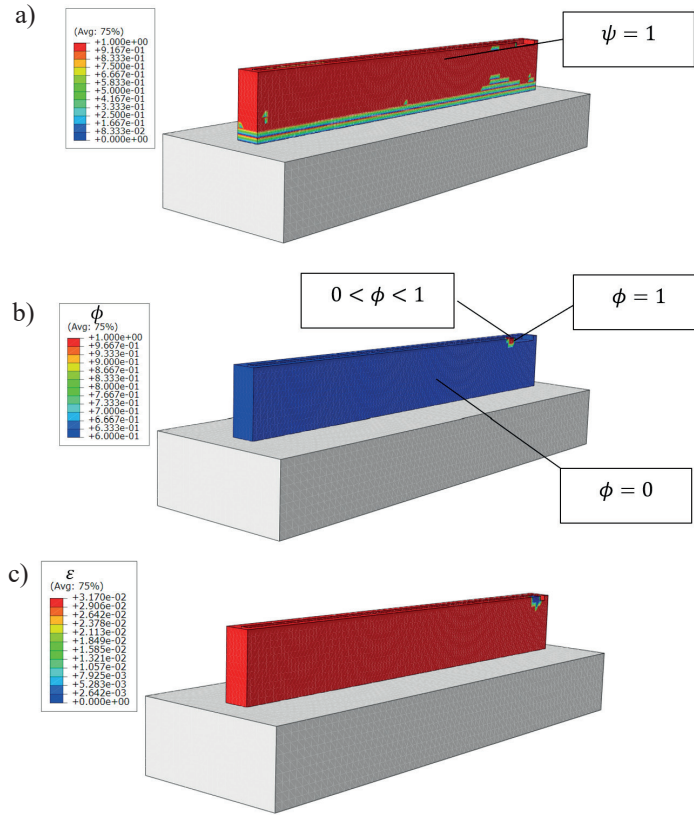 a)
(Avg: 75%)
+1.000e+00
+9.167e-01
+8.333e-01
+7.500e-01
+6.667e-01
+5.833e-01
+5.000e-01
+4.167e-01
+3.333e-01
+2.500e-01
+1.667e-01
+8.333e-02
+0.000e+00
ψ = 1
b)
ϕ
(Avg: 75%)
+1.000e+00
+9.667e-01
+9.333e-01
+9.000e-01
+8.667e-01
+8.333e-01
+8.000e-01
+7.667e-01
+7.333e-01
+7.000e-01
+6.667e-01
+6.333e-01
+6.000e-01
0 < ϕ < 1
ϕ = 1
ϕ = 0
c)
ε
(Avg: 75%)
+3.170e-02
+2.906e-02
+2.642e-02
+2.378e-02
+2.113e-02
+1.849e-02
+1.585e-02
+1.321e-02
+1.057e-02
+7.925e-03
+5.283e-03
+2.642e-03
+0.000e+00